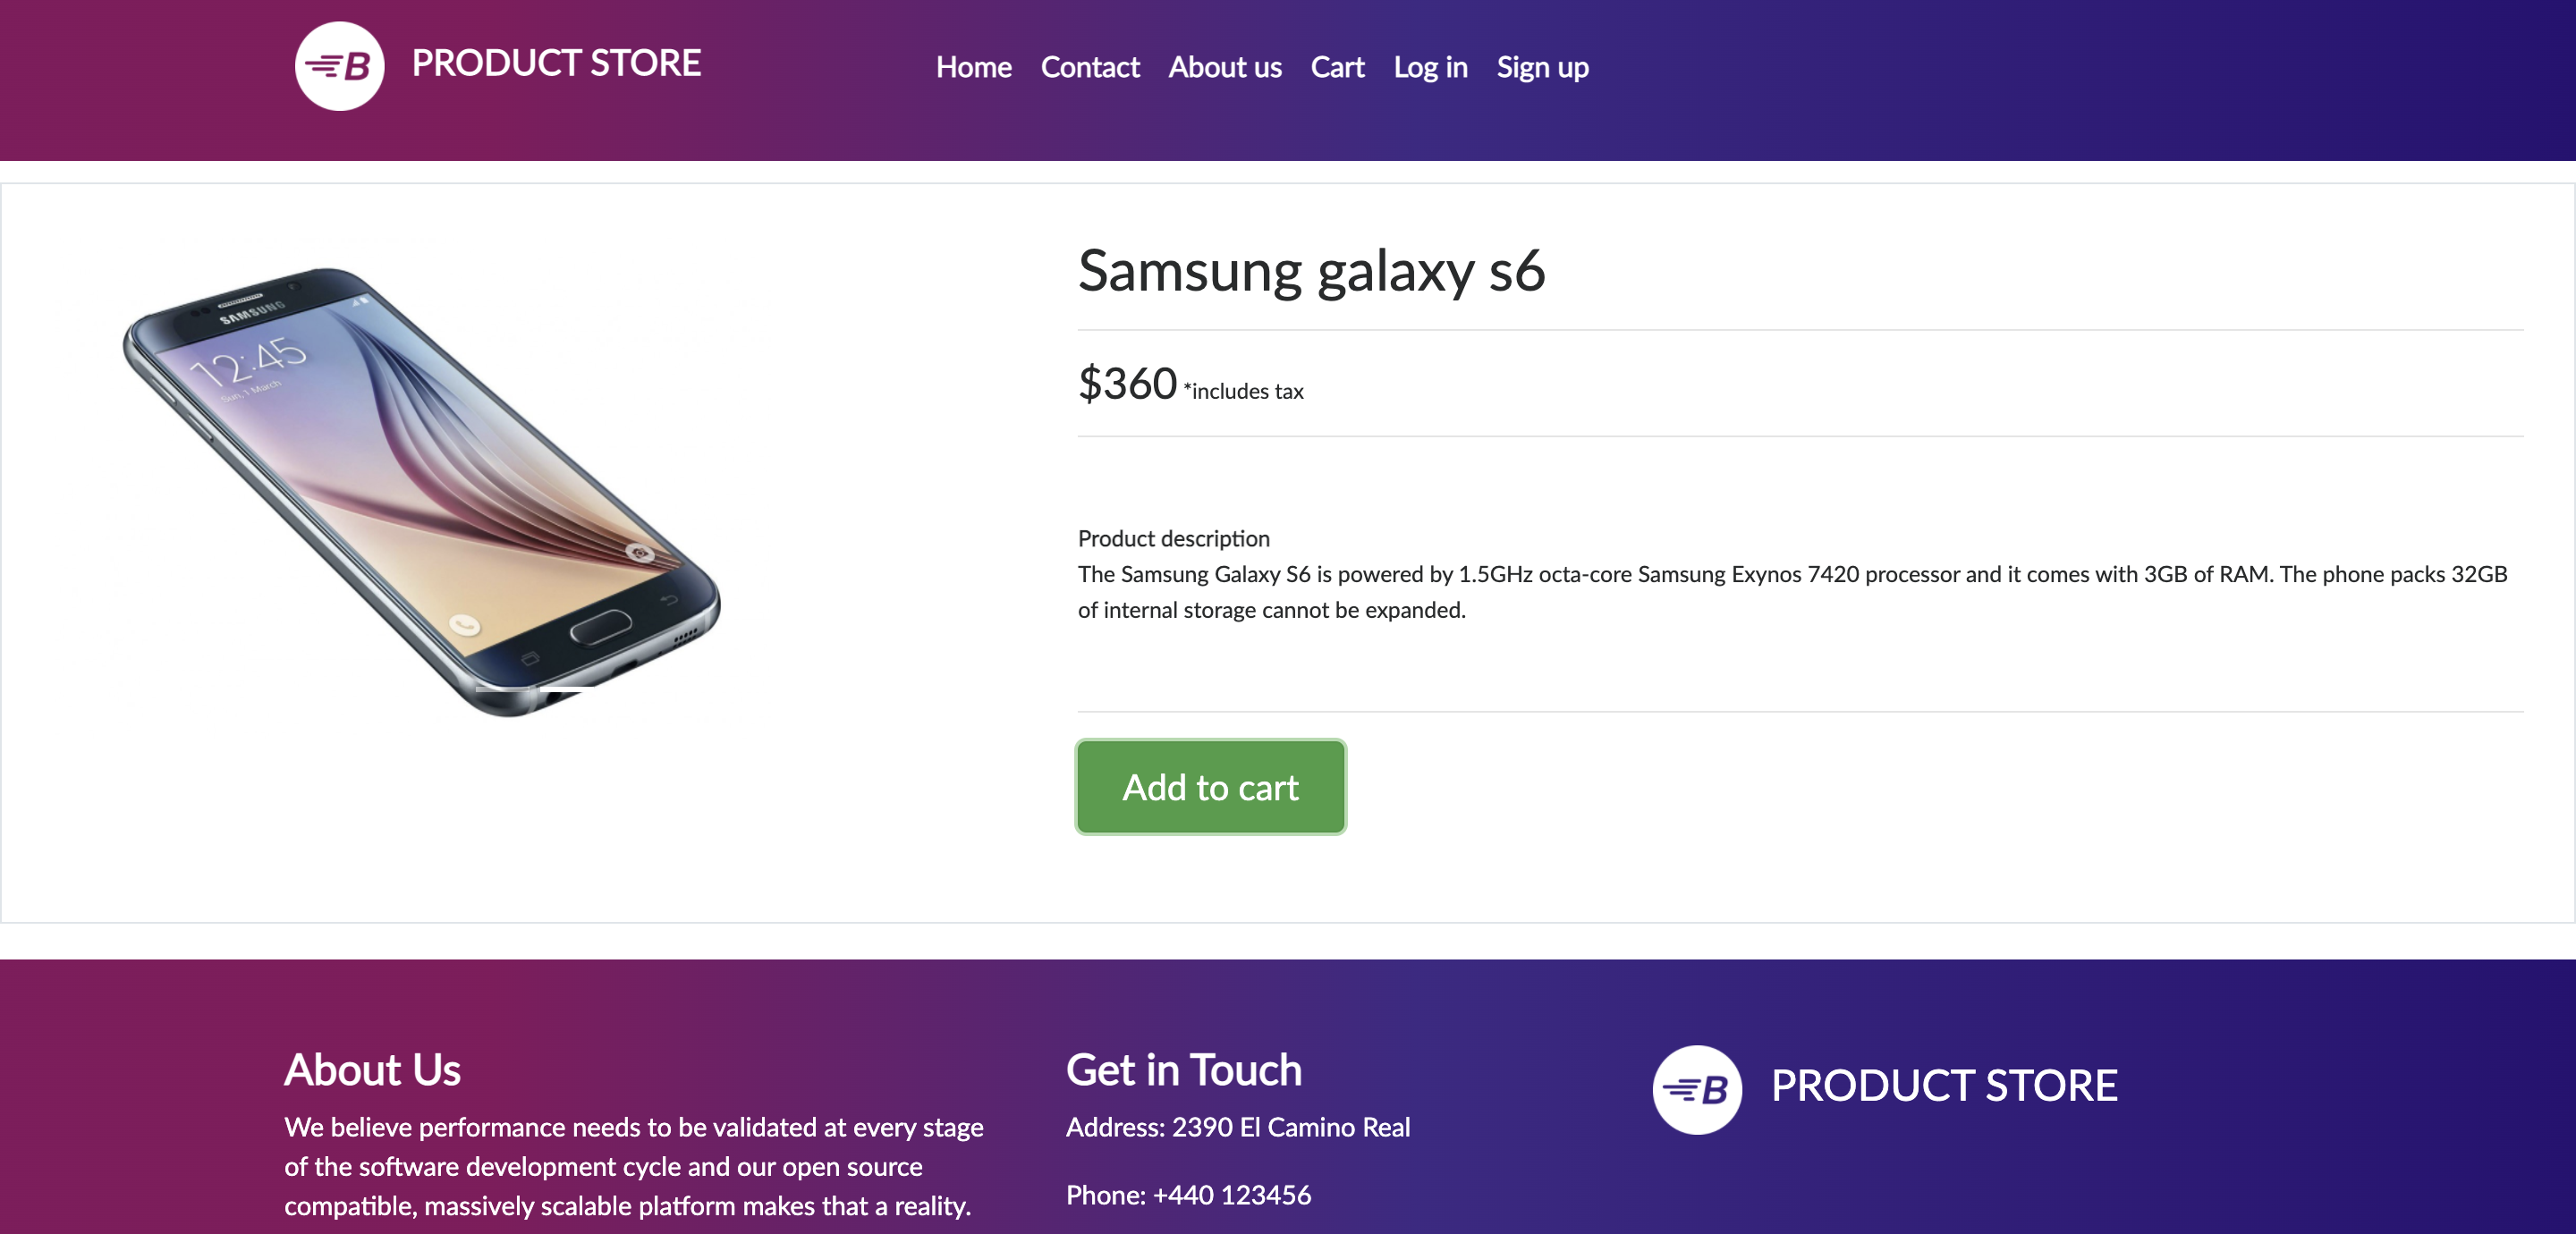 B PRODUCT STORE
Home Contact About us Cart Log in Sign up
SAMSUNG
12:45
Sun, 1 March
Samsung galaxy s6
$360 *includes tax
Product description
The Samsung Galaxy S6 is powered by 1.5GHz octa-core Samsung Exynos 7420 processor and it comes with 3GB of RAM. The phone packs 32GB
of internal storage cannot be expanded.
Add to cart
About Us
We believe performance needs to be validated at every stage
of the software development cycle and our open source
compatible, massively scalable platform makes that a reality.
Get in Touch
Address: 2390 El Camino Real
Phone: +440 123456
B PRODUCT STORE